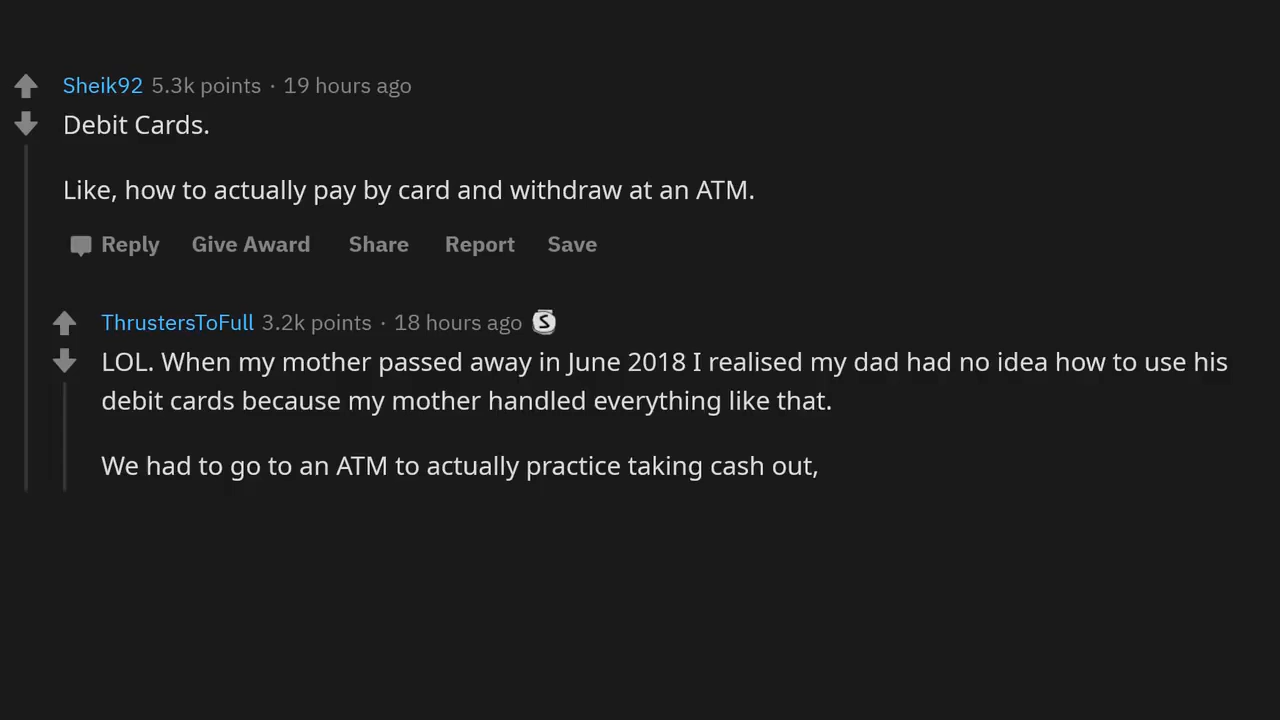 Sheik92 5.3k points · 19 hours ago
Debit Cards.
Like, how to actually pay by card and withdraw at an ATM.
Reply Give Award Share Report Save
ThrustersToFull 3.2k points · 18 hours ago S
LOL. When my mother passed away in June 2018 I realised my dad had no idea how to use his
debit cards because my mother handled everything like that.
We had to go to an ATM to actually practice taking cash out,